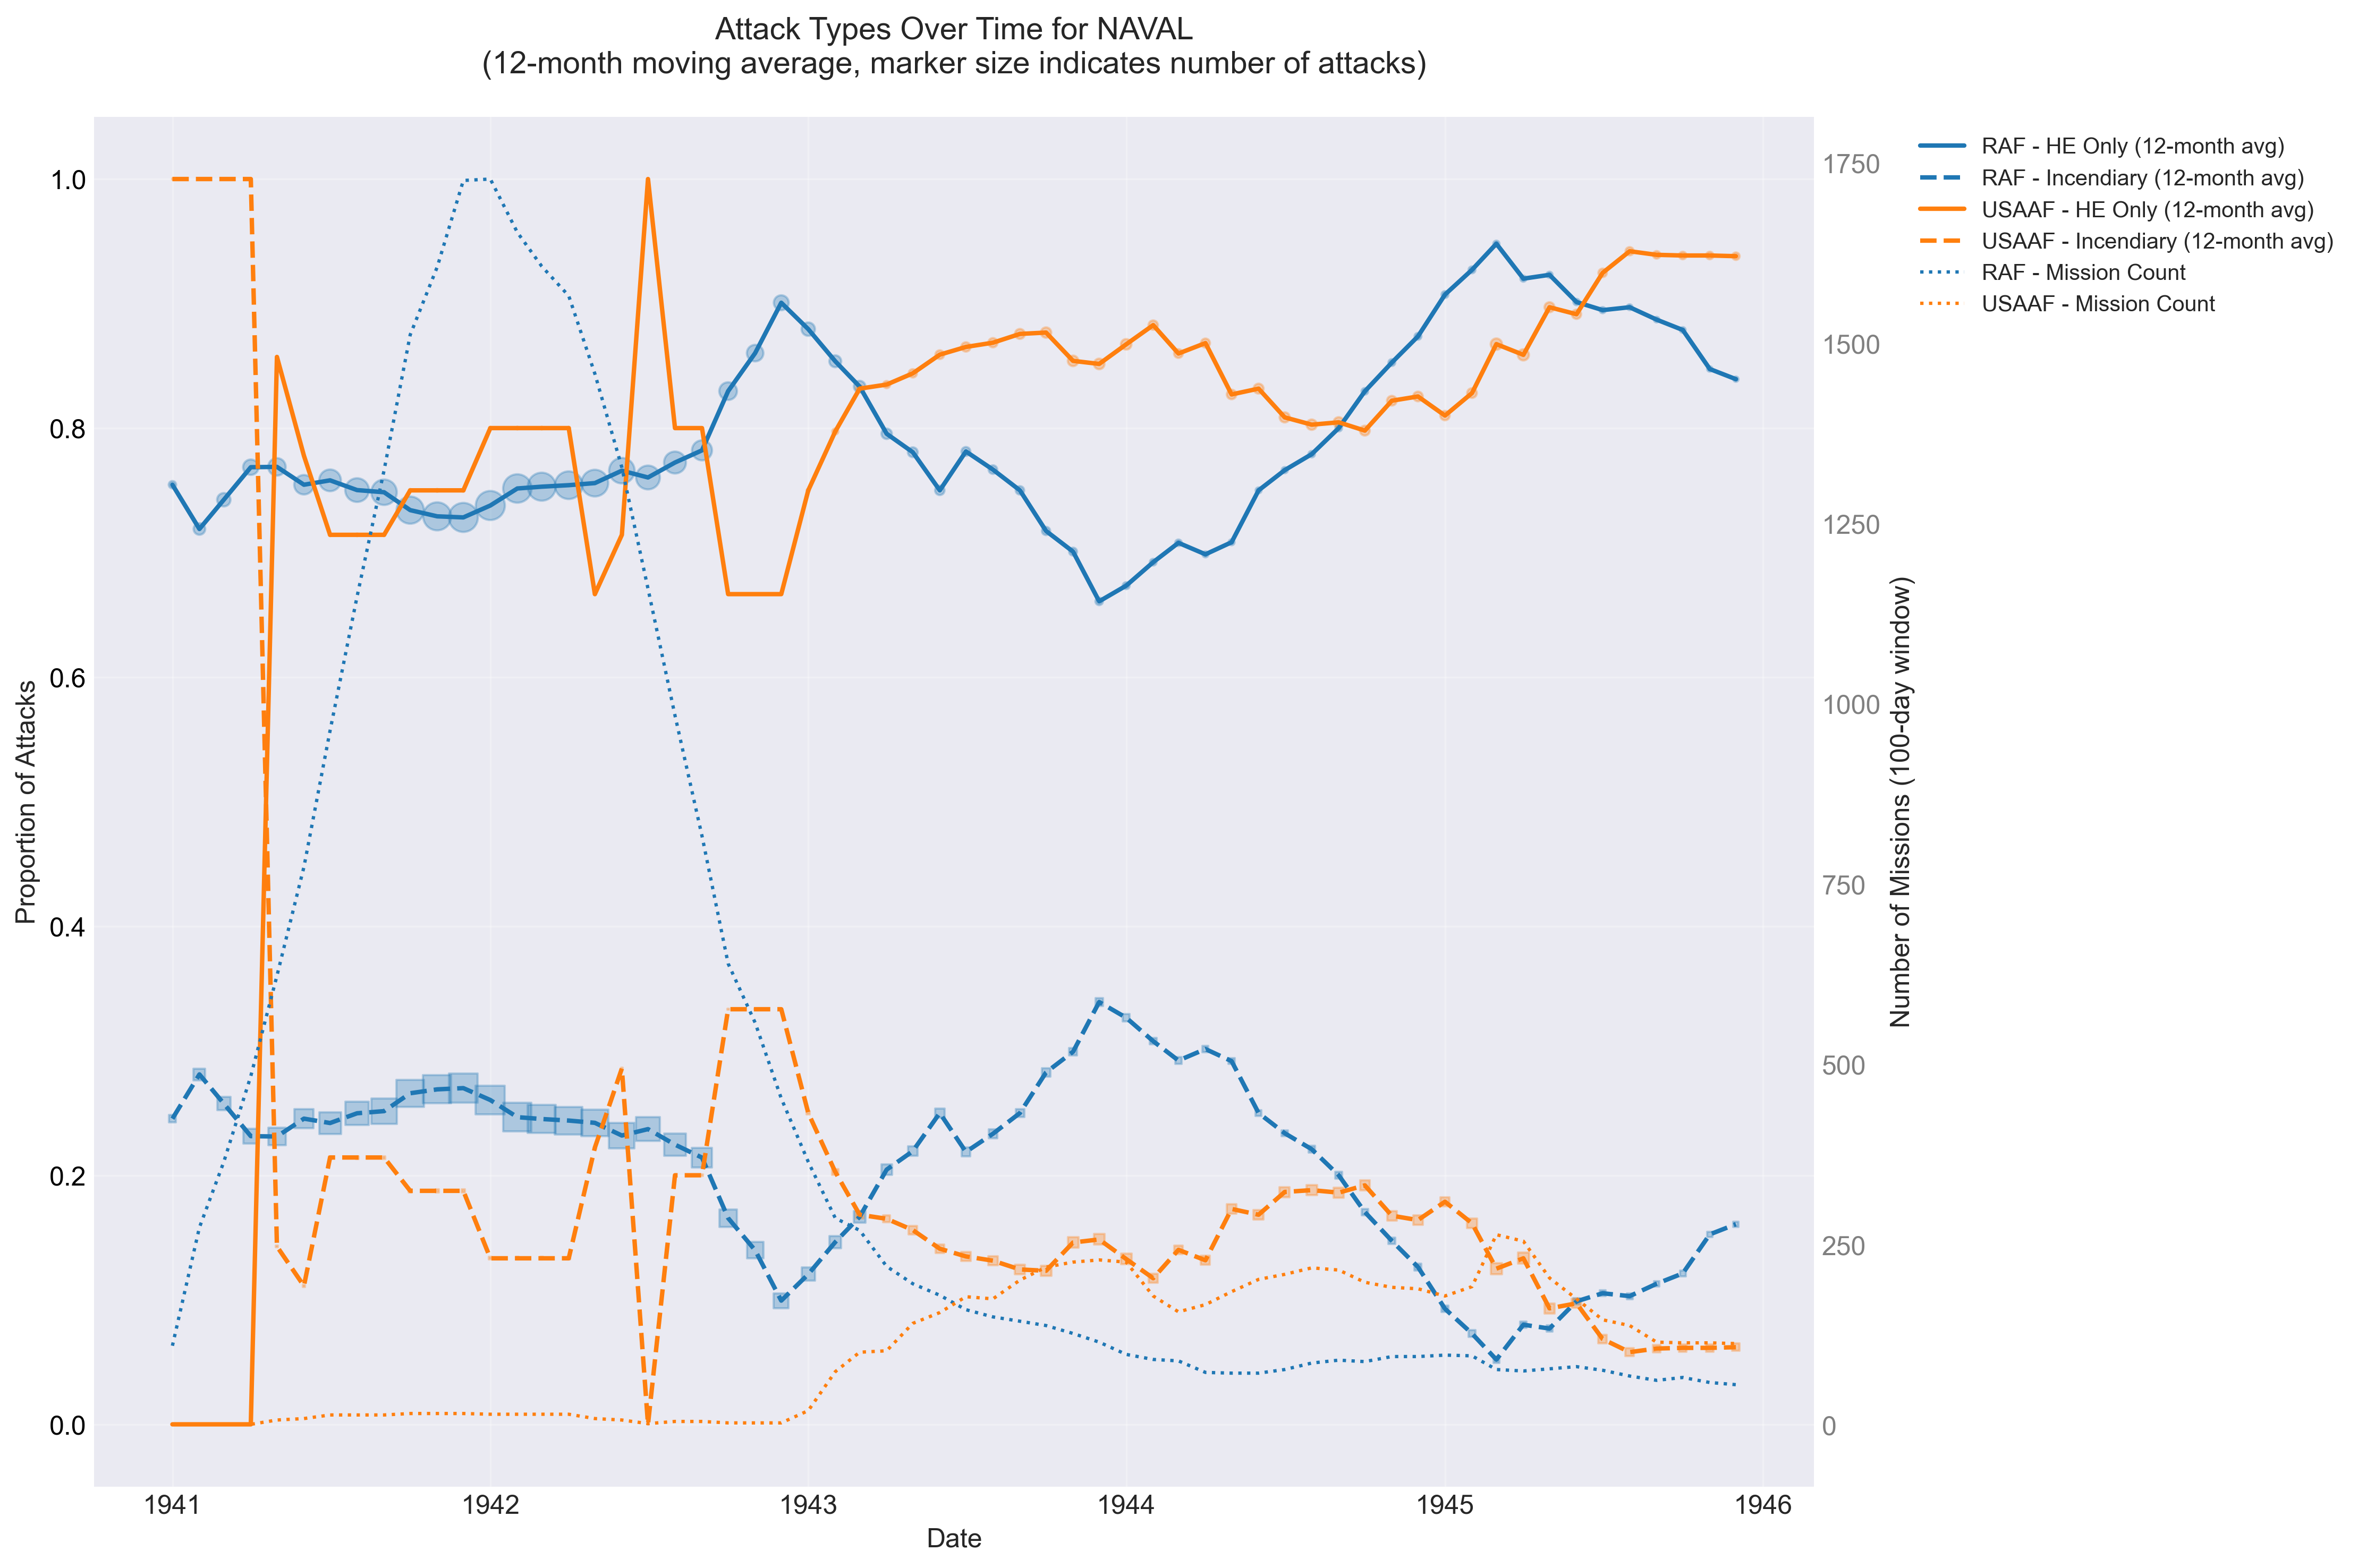 Attack Types Over Time for NAVAL
(12-month moving average, marker size indicates number of attacks)
RAF - HE Only (12-month avg)
RAF - Incendiary (12-month avg)
USAAF - HE Only (12-month avg)
USAAF - Incendiary (12-month avg)
RAF - Mission Count
USAAF - Mission Count
Proportion of Attacks
1.0
0.8
0.6
0.4
0.2
0.0
1750
1500
1250
1000
750
500
250
0
Number of Missions (100-day window)
1941
1942
1943
1944
1945
1946
Date